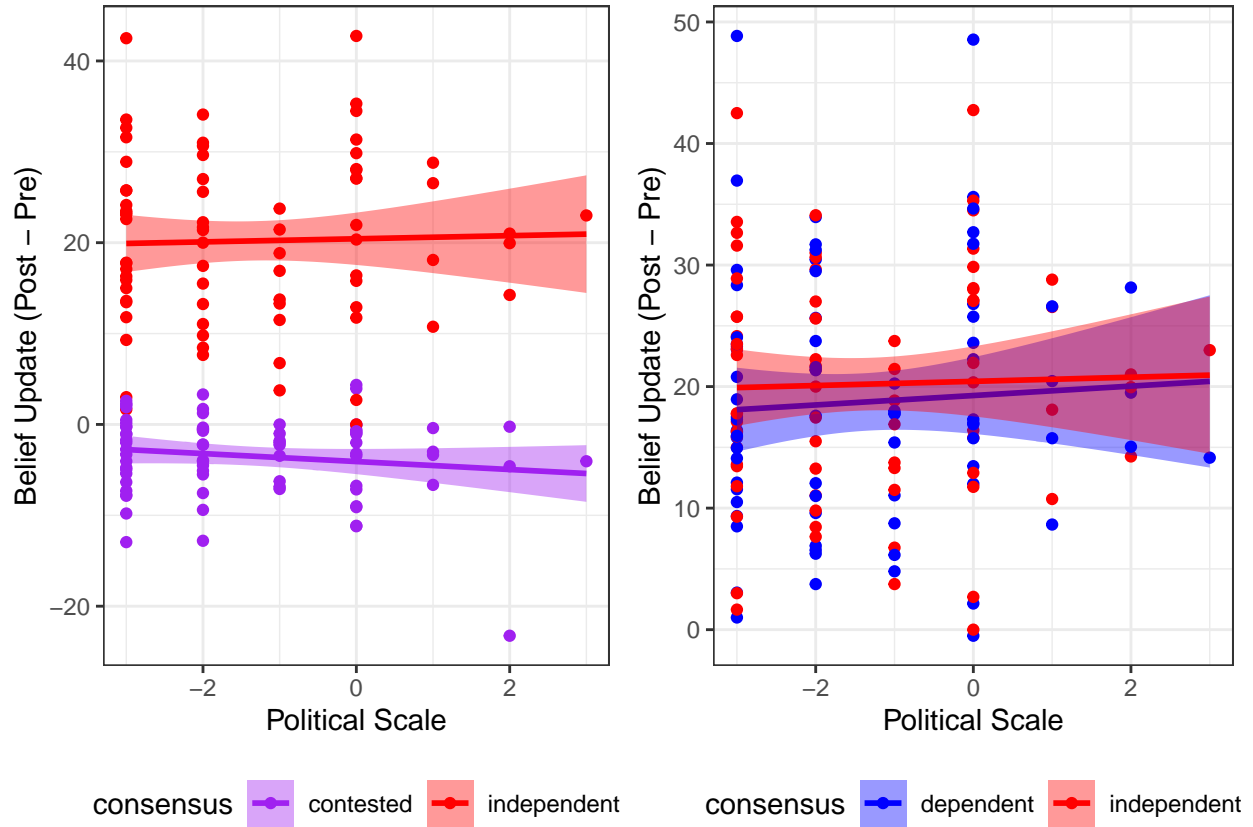 Belief Update (Post − Pre)
40
20
0
−20
−2
0
2
Political Scale
consensus contested independent
Belief Update (Post − Pre)
50
40
30
20
10
0
−2
0
2
Political Scale
consensus dependent independent